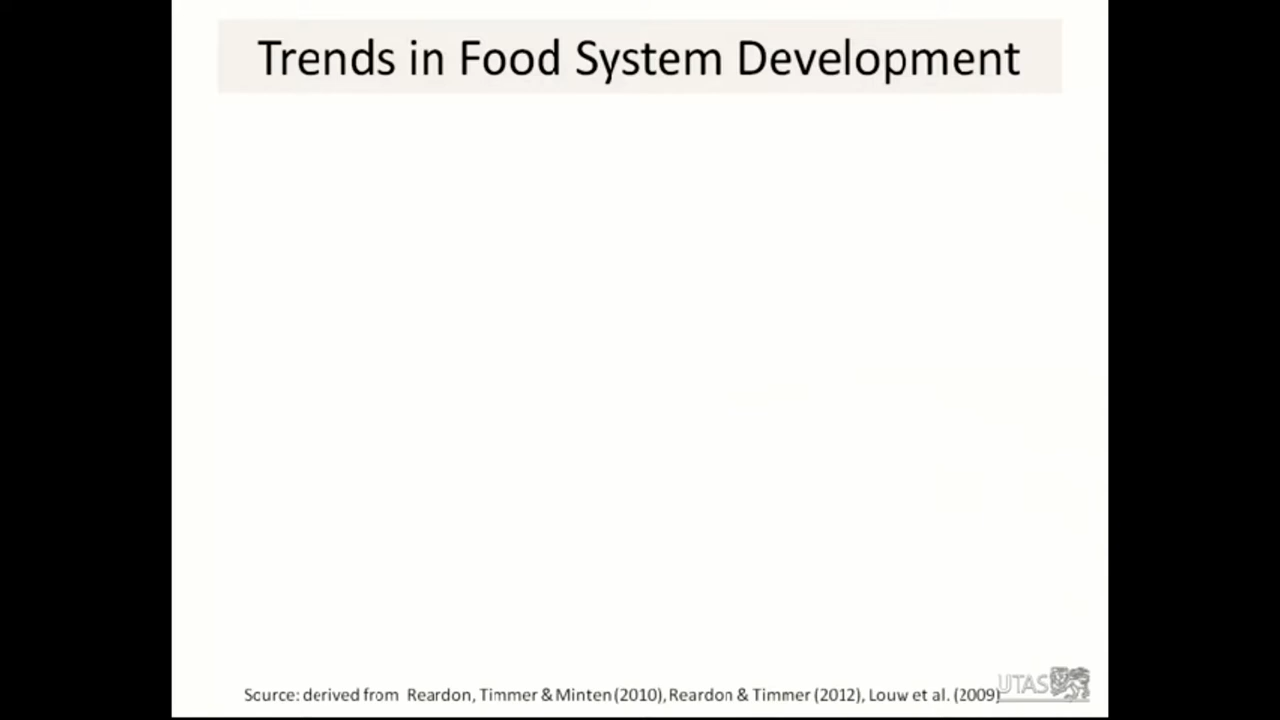 Trends in Food System Development
Source: derived from Reardon, Timmer & Minten (2010), Reardon & Timmer (2012), Louw et al. (2009)
UTAS